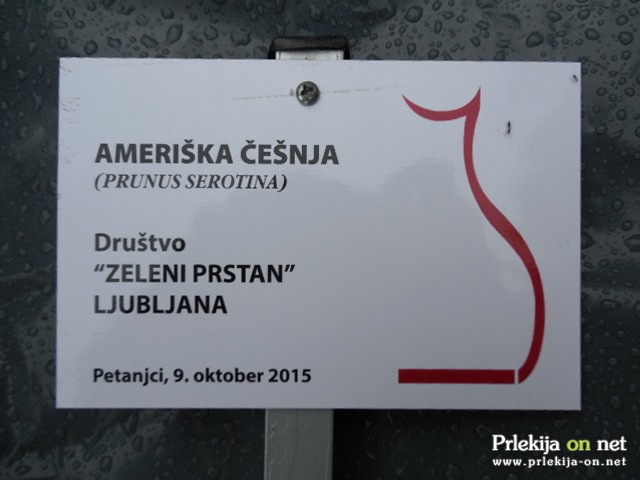 AMERIŠKA ČEŠNJA
(PRUNUS SEROTINA)
Društvo
“ZELENI PRSTAN”
LJUBLJANA
Petanjci, 9. oktober 2015
Prlekija on net
www.prlekija-on.net